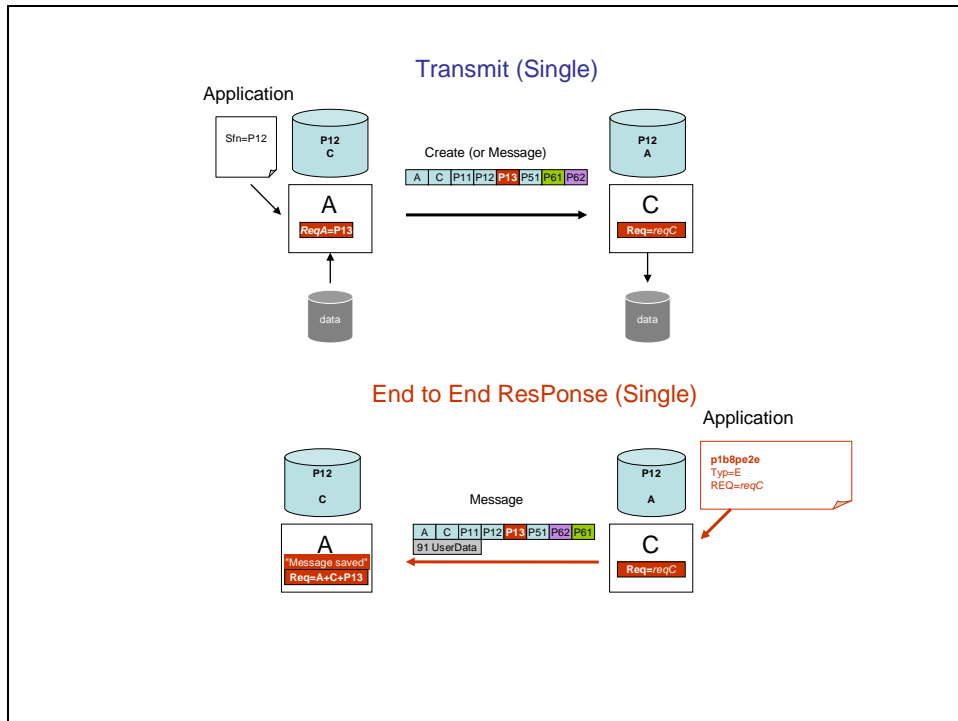 Transmit (Single)
Application
Sfn=P12
P12
C
P12
A
Create (or Message)
A C P11 P12 P13 P51 P61 P62
A
ReqA=P13
C
Req=reqC
data
data
End to End ResPonse (Single)
Application
P12
C
P12
A
p1b8pe2e
Typ=E
REQ=reqC
Message
A C P11 P12 P13 P51 P62 P61
91 UserData
A
"Message saved"
Req=A+C+P13
C
Req=reqC